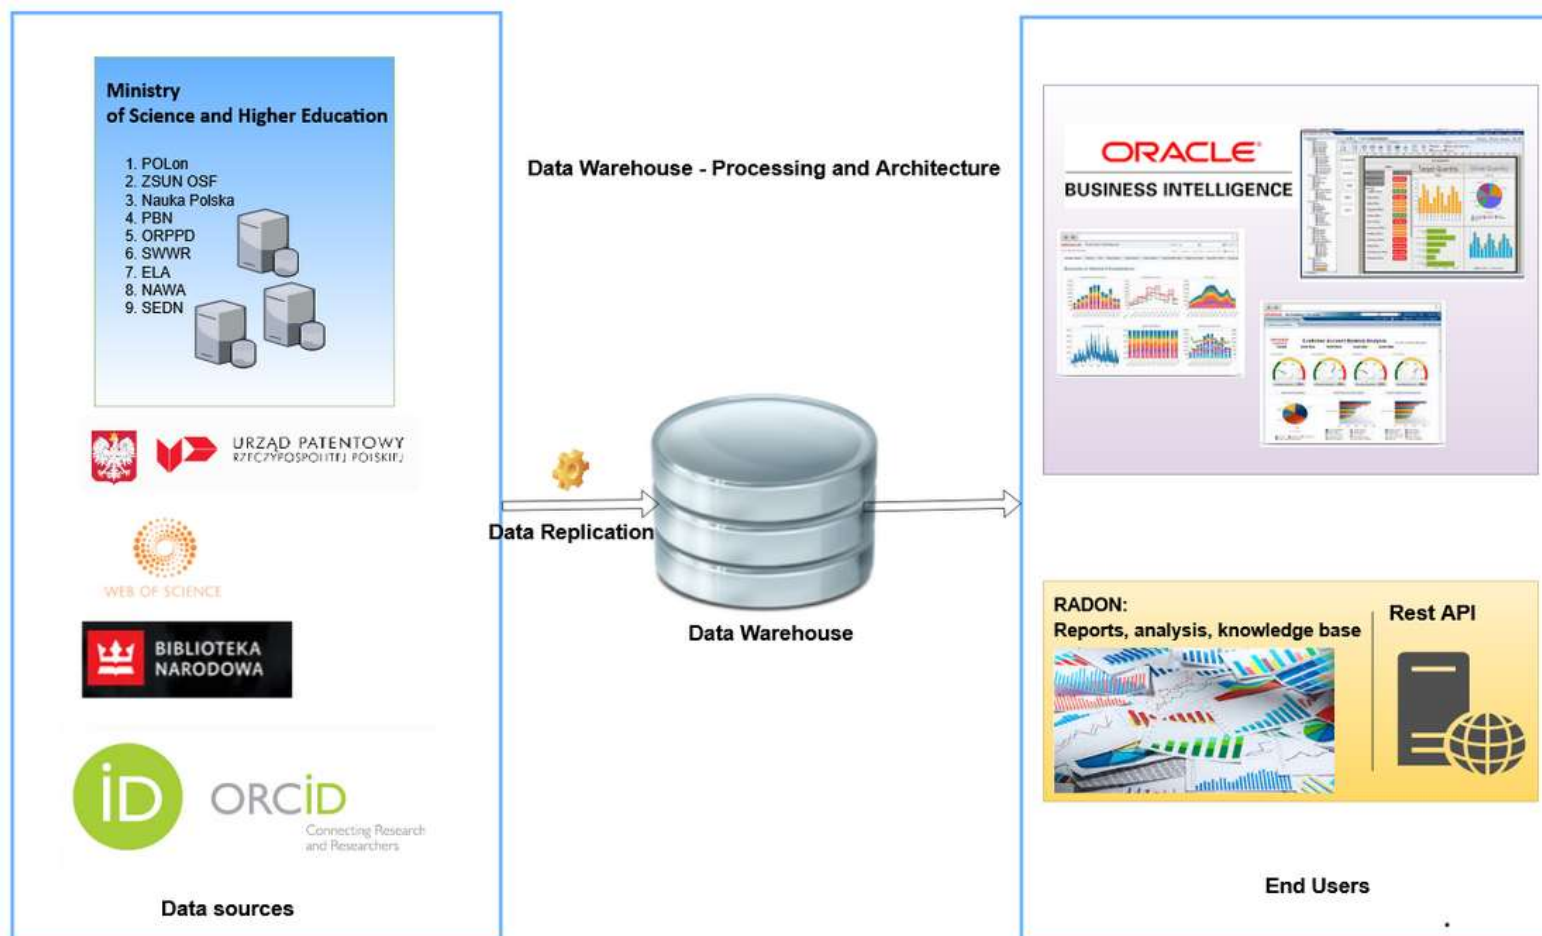 Ministry
of Science and Higher Education
1. POLon
2. ZSUN OSF
3. Nauka Polska
4. PBN
5. ORPPD
6. SWWR
7. ELA
8. NAWA
9. SEDN
URZĄD PATENTOWY
RZECZYPOSPOLITEJ POLSKIEJ
WEB OF SCIENCE
BIBLIOTEKA
NARODOWA
iD
ORCiD
Connecting Research
and Researchers
Data sources
Data Warehouse - Processing and Architecture
Data Replication
Data Warehouse
ORACLE
BUSINESS INTELLIGENCE
RADON:
Reports, analysis, knowledge base
Rest API
End Users